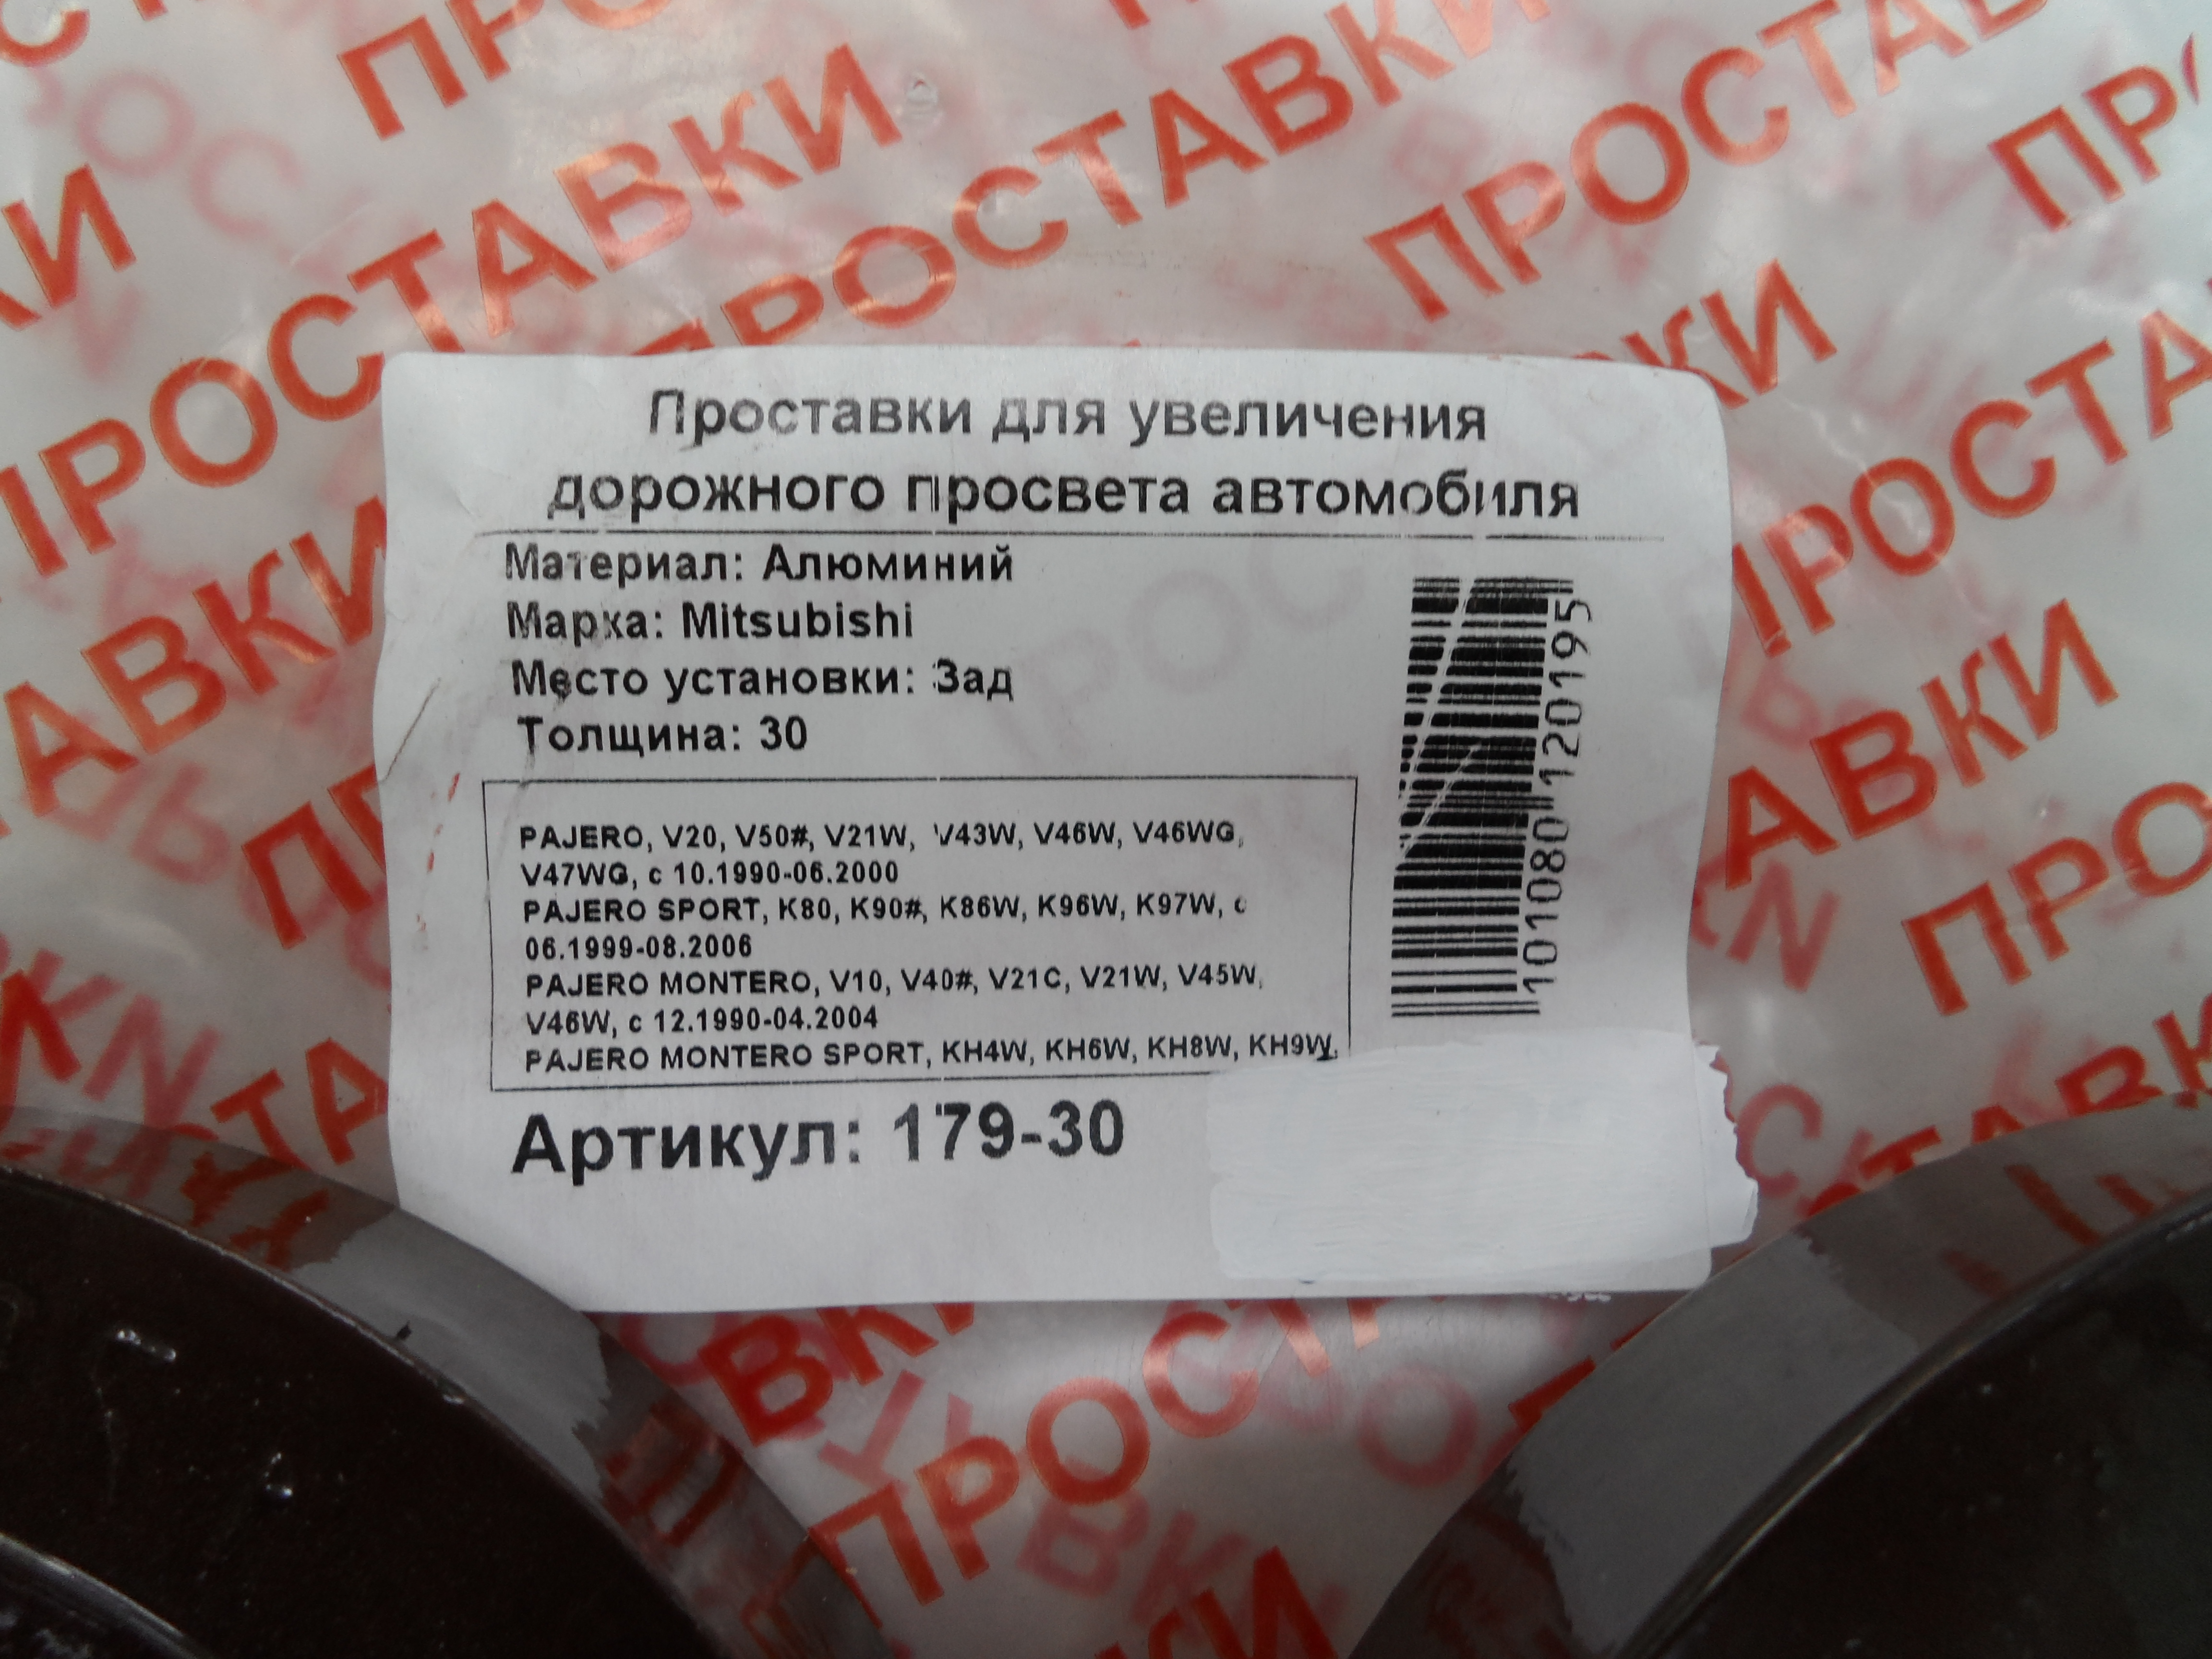 Проставки для увеличения
дорожного просвета автомобиля
Материал: Алюминий
Марка: Mitsubishi
Место установки: Зад
Толщина: 30
PAJERO, V20, V50#, V21W, V43W, V46W, V46WG,
V47WG, с 10.1990-06.2000
PAJERO SPORT, K80, K90#, K86W, K96W, K97W, с
06.1999-08.2006
PAJERO MONTERO, V10, V40#, V21C, V21W, V45W,
V46W, с 12.1990-04.2004
PAJERO MONTERO SPORT, KH4W, KH6W, KH8W, KH9W,
Артикул: 179-30
101080120195
ПРОСТАВКИ
ПРОСТАВКИ
ПРОСТАВКИ